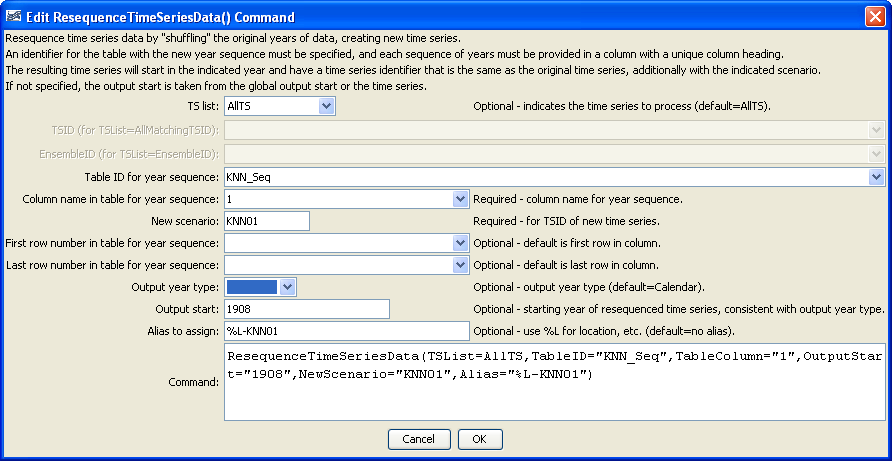 Edit ResequenceTimeSeriesData() Command
Resequence time series data by "shuffling" the original years of data, creating new time series.
An identifier for the table with the new year sequence must be specified, and each sequence of years must be provided in a column with a unique column heading.
The resulting time series will start in the indicated year and have a time series identifier that is the same as the original time series, additionally with the indicated scenario.
If not specified, the output start is taken from the global output start or the time series.
TS list: AllTS Optional - indicates the time series to process (default=AllTS).
TSID (for TSList=AllMatchingTSID):
EnsembleID (for TSList=EnsembleID):
Table ID for year sequence: KNN_Seq
Column name in table for year sequence: 1 Required - column name for year sequence.
New scenario: KNN01 Required - for TSID of new time series.
First row number in table for year sequence: Optional - default is first row in column.
Last row number in table for year sequence: Optional - default is last row in column.
Output year type: Optional - output year type (default=Calendar).
Output start: 1908 Optional - starting year of resequenced time series, consistent with output year type.
Alias to assign: %L-KNN01 Optional - use %L for location, etc. (default=no alias).
Command: ResequenceTimeSeriesData(TSList=AllTS,TableID="KNN_Seq",TableColumn="1",OutputStar
t="1908",NewScenario="KNN01",Alias="%L-KNN01")
Cancel OK